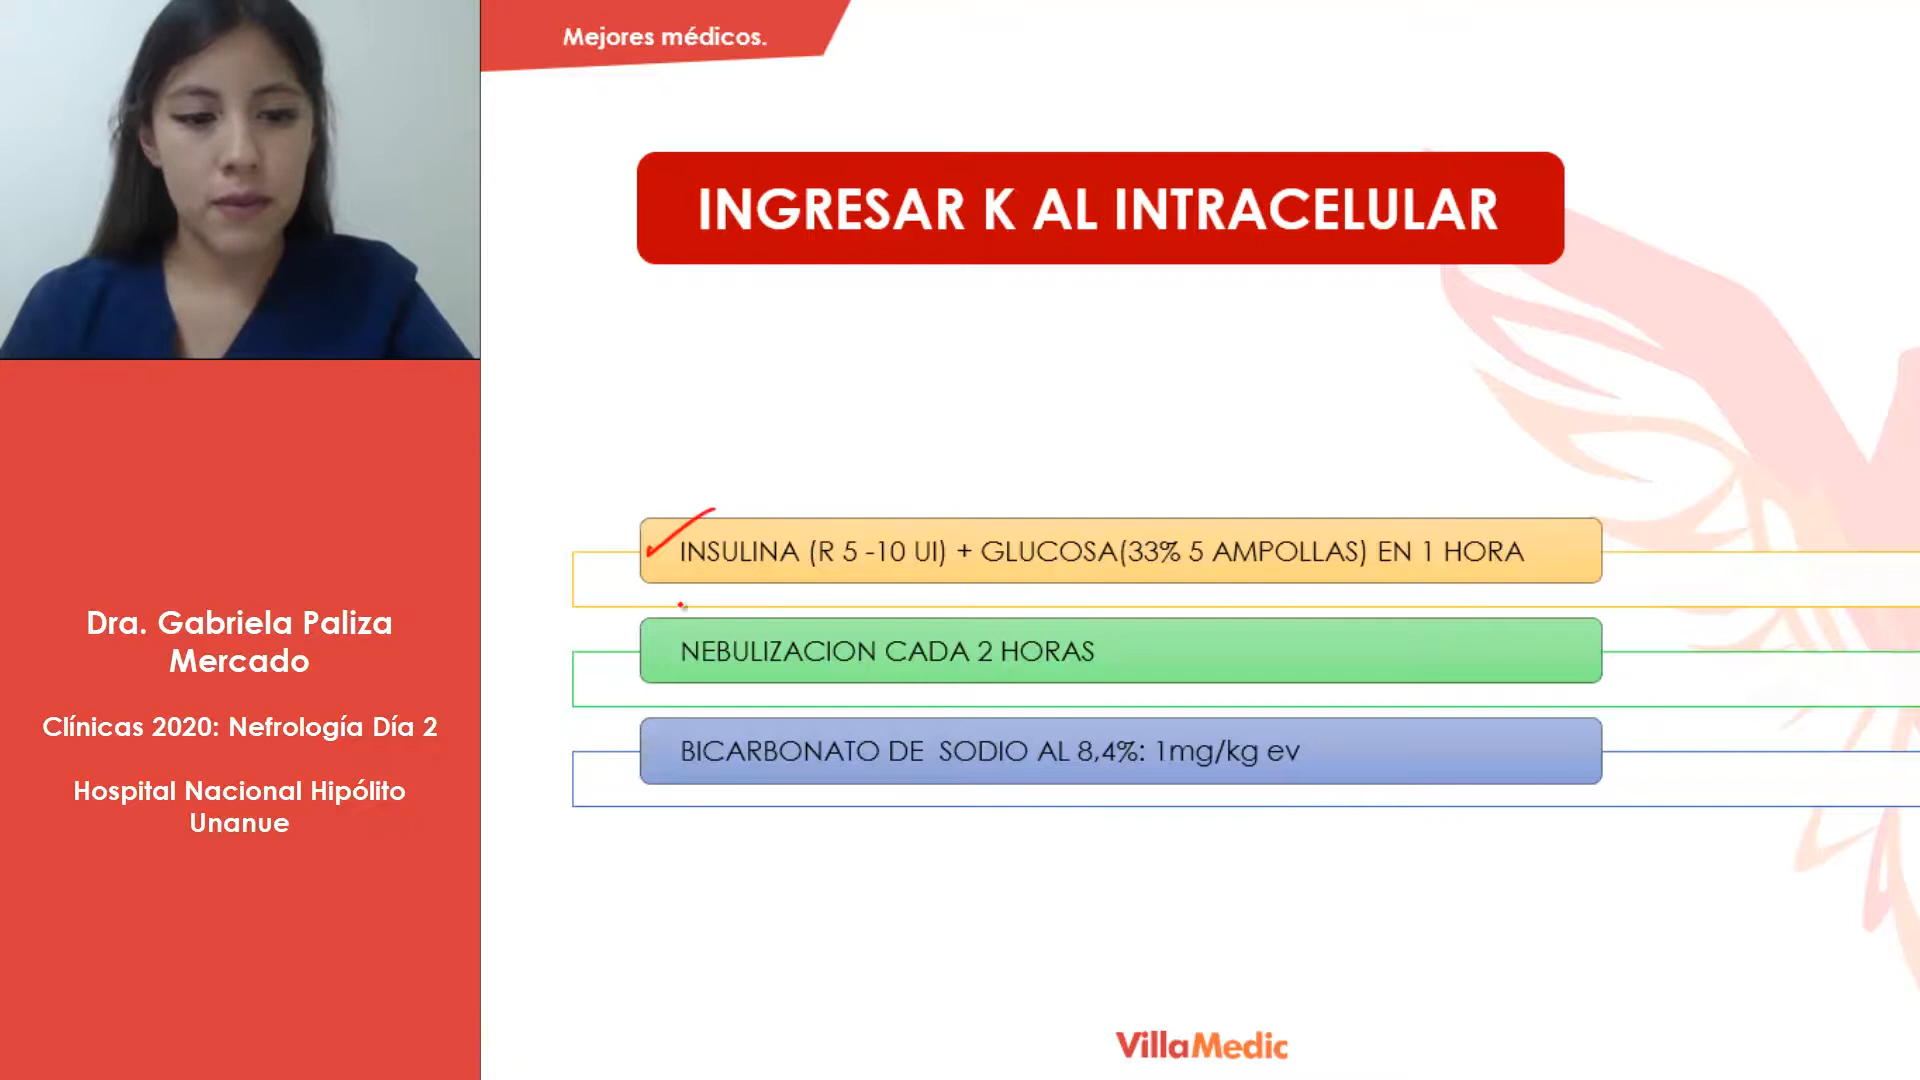 Mejores médicos.
INGRESAR K AL INTRACELULAR
INSULINA (R 5 -10 UI) + GLUCOSA(33% 5 AMPOLLAS) EN 1 HORA
NEBULIZACION CADA 2 HORAS
BICARBONATO DE SODIO AL 8,4%: 1mg/kg ev
Dra. Gabriela Paliza
Mercado
Clínicas 2020: Nefrología Día 2
Hospital Nacional Hipólito
Unanue
VillaMedic